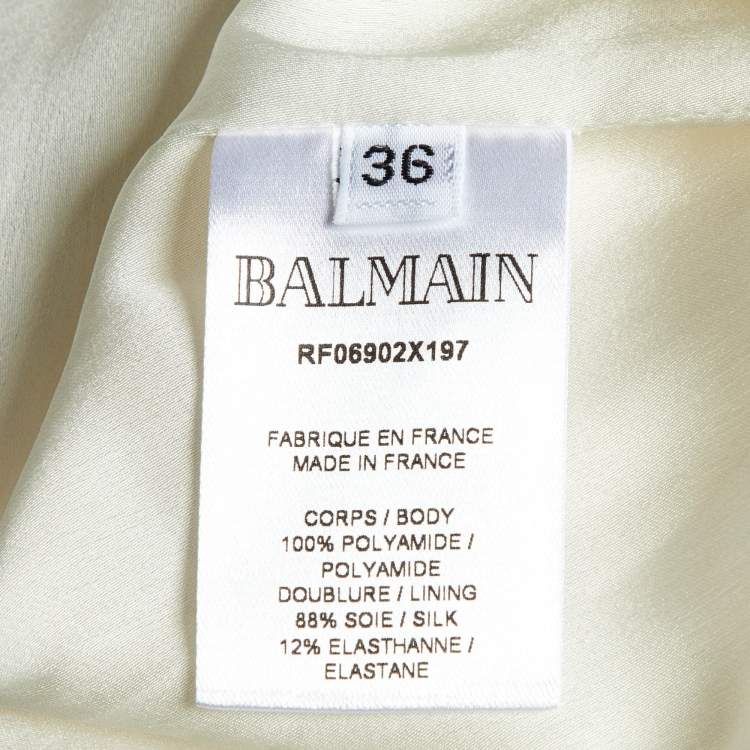 36
BALMAIN
RF06902X197
FABRIQUE EN FRANCE
MADE IN FRANCE
CORPS / BODY
100% POLYAMIDE /
POLYAMIDE
DOUBLURE / LINING
88% SOIE / SILK
12% ELASTHANNE /
ELASTANE